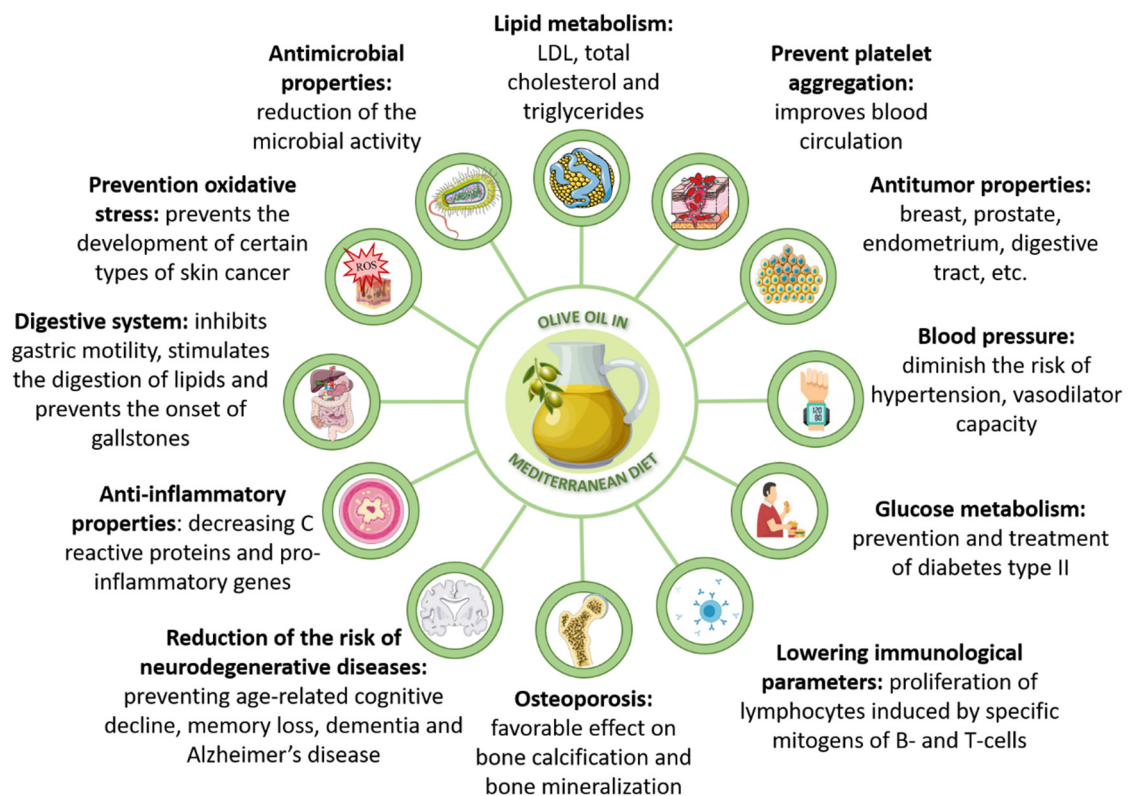 Lipid metabolism:
LDL, total
cholesterol and
triglycerides
Prevent platelet
aggregation:
improves blood
circulation
Antitumor properties:
breast, prostate,
endometrium, digestive
tract, etc.
Blood pressure:
diminish the risk of
hypertension, vasodilator
capacity
120
80
Glucose metabolism:
prevention and treatment
of diabetes type II
Lowering immunological
parameters: proliferation of
lymphocytes induced by specific
mitogens of B- and T-cells
Osteoporosis:
favorable effect on
bone calcification and
bone mineralization
Reduction of the risk of
neurodegenerative diseases:
preventing age-related cognitive
decline, memory loss, dementia and
Alzheimer’s disease
Anti-inflammatory
properties: decreasing C
reactive proteins and pro-
inflammatory genes
Digestive system: inhibits
gastric motility, stimulates
the digestion of lipids and
prevents the onset of
gallstones
Prevention oxidative
stress: prevents the
development of certain
types of skin cancer
ROS
Antimicrobial
properties:
reduction of the
microbial activity
OLIVE OIL IN
MEDITERRANEAN DIET